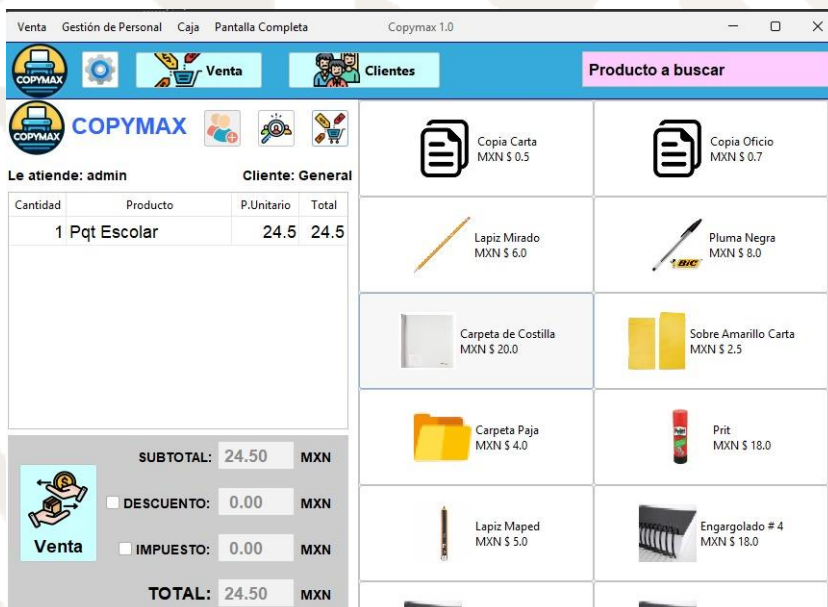 Venta Gestión de Personal Caja Pantalla Completa Copymax 1.0
COPYMAX Venta Clientes Producto a buscar
COPYMAX COPYMAX
Le atiende: admin Cliente: General
Cantidad Producto P.Unitario Total
1 Pqt Escolar 24.5 24.5
SUBTOTAL: 24.50 MXN
DESCUENTO: 0.00 MXN
Venta IMPUESTO: 0.00 MXN
TOTAL: 24.50 MXN
Copia Carta
MXN $ 0.5
Copia Oficio
MXN $ 0.7
Lapiz Mirado
MXN $ 6.0
BIC
Pluma Negra
MXN $ 8.0
Carpeta de Costilla
MXN $ 20.0
Sobre Amarillo Carta
MXN $ 2.5
Carpeta Paja
MXN $ 4.0
Prit
MXN $ 18.0
Lapiz Maped
MXN $ 5.0
Engargolado # 4
MXN $ 18.0